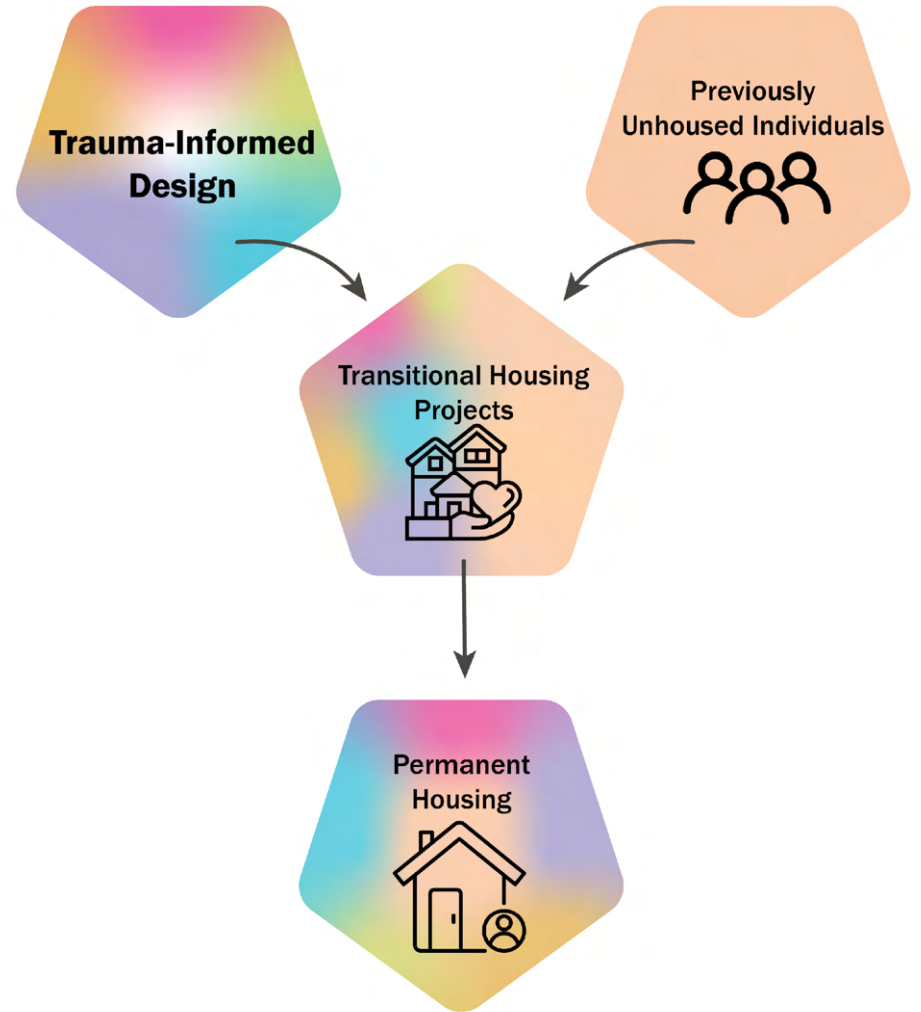 Trauma-Informed
Design
Previously
Unhoused Individuals
Transitional Housing
Projects
Permanent
Housing